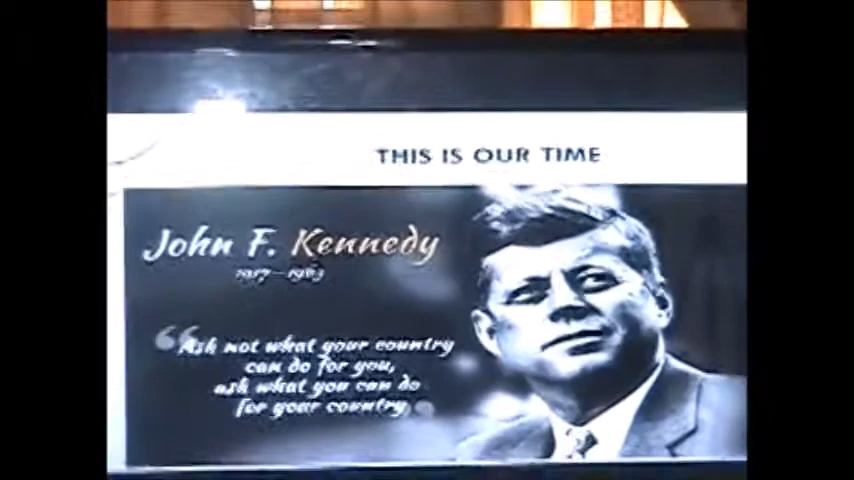 THIS IS OUR TIME
John F. Kennedy
1917 – 1963
“Ask not what your country
can do for you,
ask what you can do
for your country”